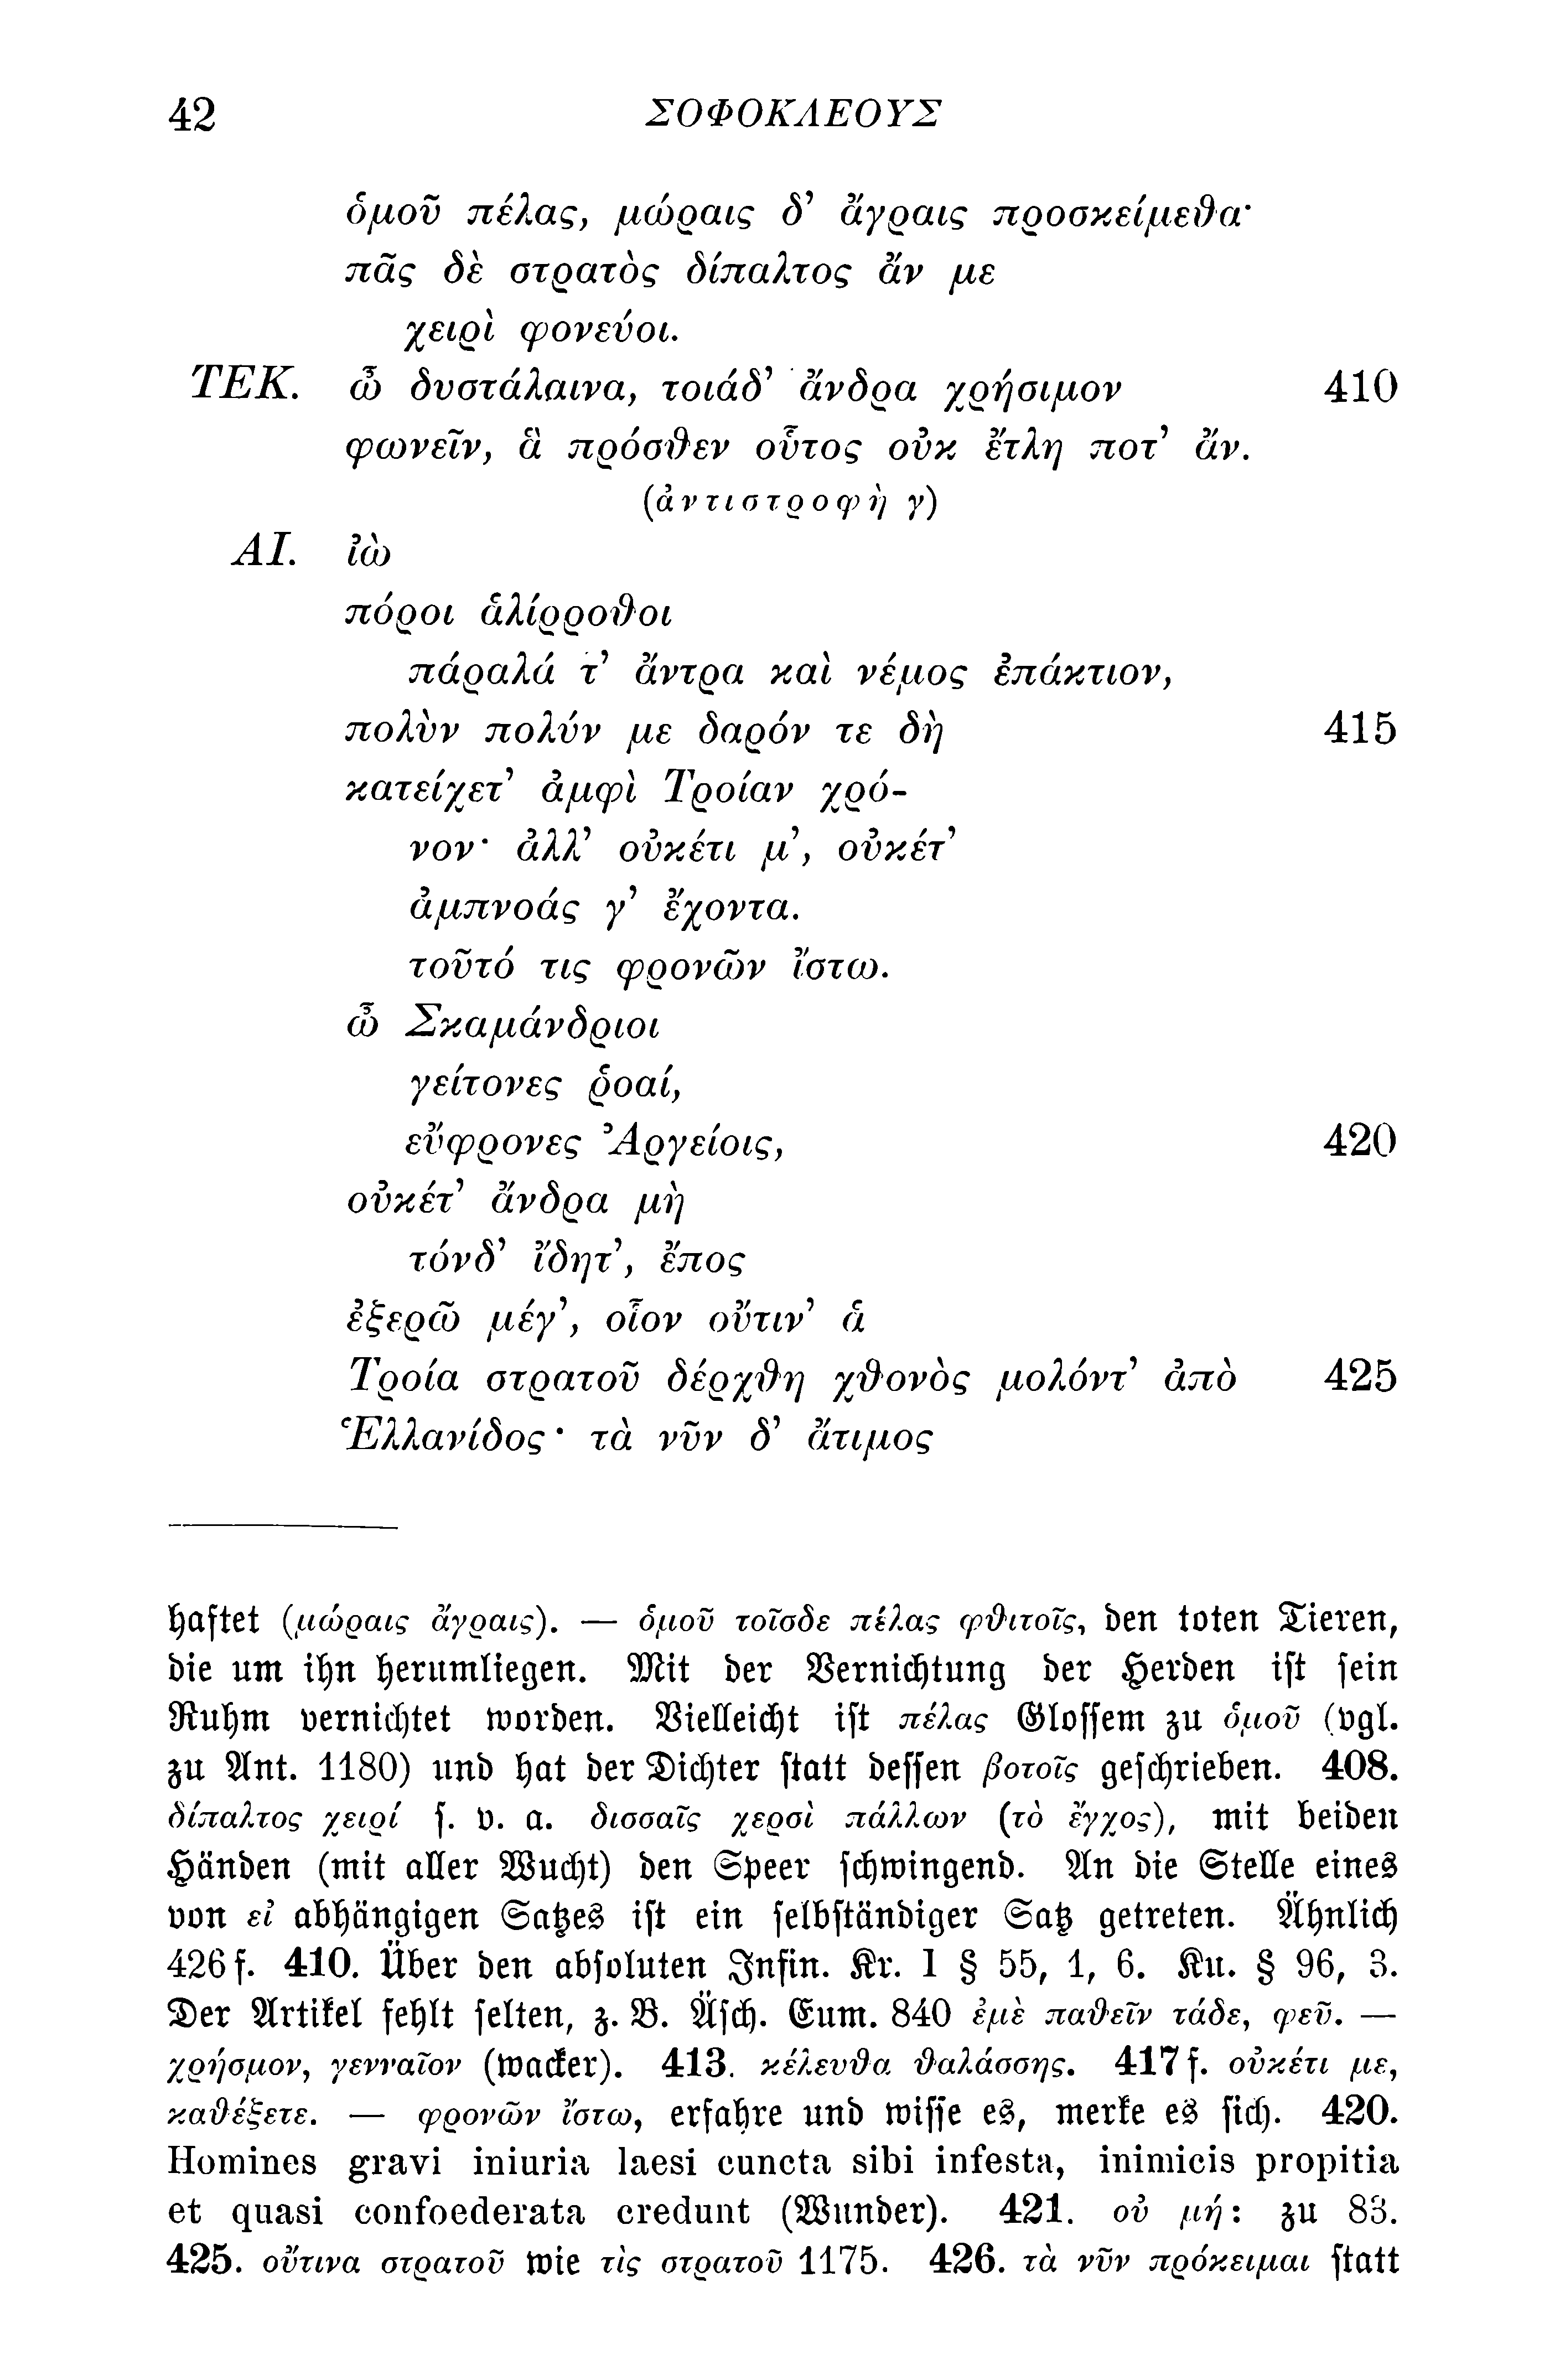 42 ΣΟΦΟΚΛΕΟΥΣ
ὁμοῦ πέλας, μώραις δ’ ἄγραις προσκείμεθα·
πᾶς δὲ στρατὸς δίπαλτος ἄν με
χειρὶ φονεύοι.
ΤΕΚ. ὦ δυστάλαινα, τοιάδ’ ἄνδρα χρήσιμον 410
φωνεῖν, ἃ πρόσθεν οὗτος οὐκ ἔτλη ποτ’ ἄν.
(ἀντιστροφὴ γ)
ΑΙ. ἰὼ
πόροι ἁλίρροθοι
πάραλά τ’ ἄντρα καὶ νέμος ἐπάκτιον,
πολὺν πολύν με δαρόν τε δὴ 415
κατείχετ’ ἀμφὶ Τροίαν χρό-
νον· ἀλλ’ οὐκέτι μ’, οὐκέτ’
ἀμπνοάς γ’ ἔχοντα.
τοῦτό τις φρονῶν ἴστω.
ὦ Σκαμάνδριοι
γείτονες ῥοαί,
εὔφρονες Ἀργείοις, 420
οὐκέτ’ ἄνδρα μὴ
τόνδ’ ἴδητ’, ἔπος
ἐξερῶ μέγ’, οἷον οὔτιν’ ἁ
Τροία στρατοῦ δέρχθη χθονὸς μολόντ’ ἀπὸ 425
Ἑλλανίδος· τὰ νῦν δ’ ἄτιμος
haftet (μώραις ἄγραις). — ὁμοῦ τοῖσδε πέλας φθιτοῖς, den toten Tieren,
die um ihn herumliegen. Mit der Vernichtung der Herden ist sein
Ruhm vernichtet worden. Vielleicht ist πέλας Glossem zu ὁμοῦ (vgl.
zu Ant. 1180) und hat der Dichter statt dessen βοτοῖς geschrieben. 408.
δίπαλτος χειρί s. v. a. δισσαῖς χερσὶ πάλλων (τὸ ἔγχος), mit beiden
Händen (mit aller Wucht) den Speer schwingend. An die Stelle eines
von εἰ abhängigen Satzes ist ein selbständiger Satz getreten. Ähnlich
426 f. 410. Über den absoluten Infin. Kr. I § 55, 1, 6. Ku. § 96, 3.
Der Artikel fehlt selten, z. B. Äsch. Eum. 840 ἐμὲ παθεῖν τάδε, φεῦ. —
χρήσμον, γενναῖον (wacker). 413. κέλευθα θαλάσσης. 417 f. οὐκέτι με,
καθέξετε. — φρονῶν ἴστω, erfahre und wisse es, merke es sich. 420.
Homines gravi iniuria laesi cuncta sibi infesta, inimicis propitia
et quasi confoederata credunt (Wunder). 421. οὐ μή: zu 83.
425. οὔτινα στρατοῦ wie τὶς στρατοῦ 1175. 426. τὰ νῦν πρόκειμαι statt